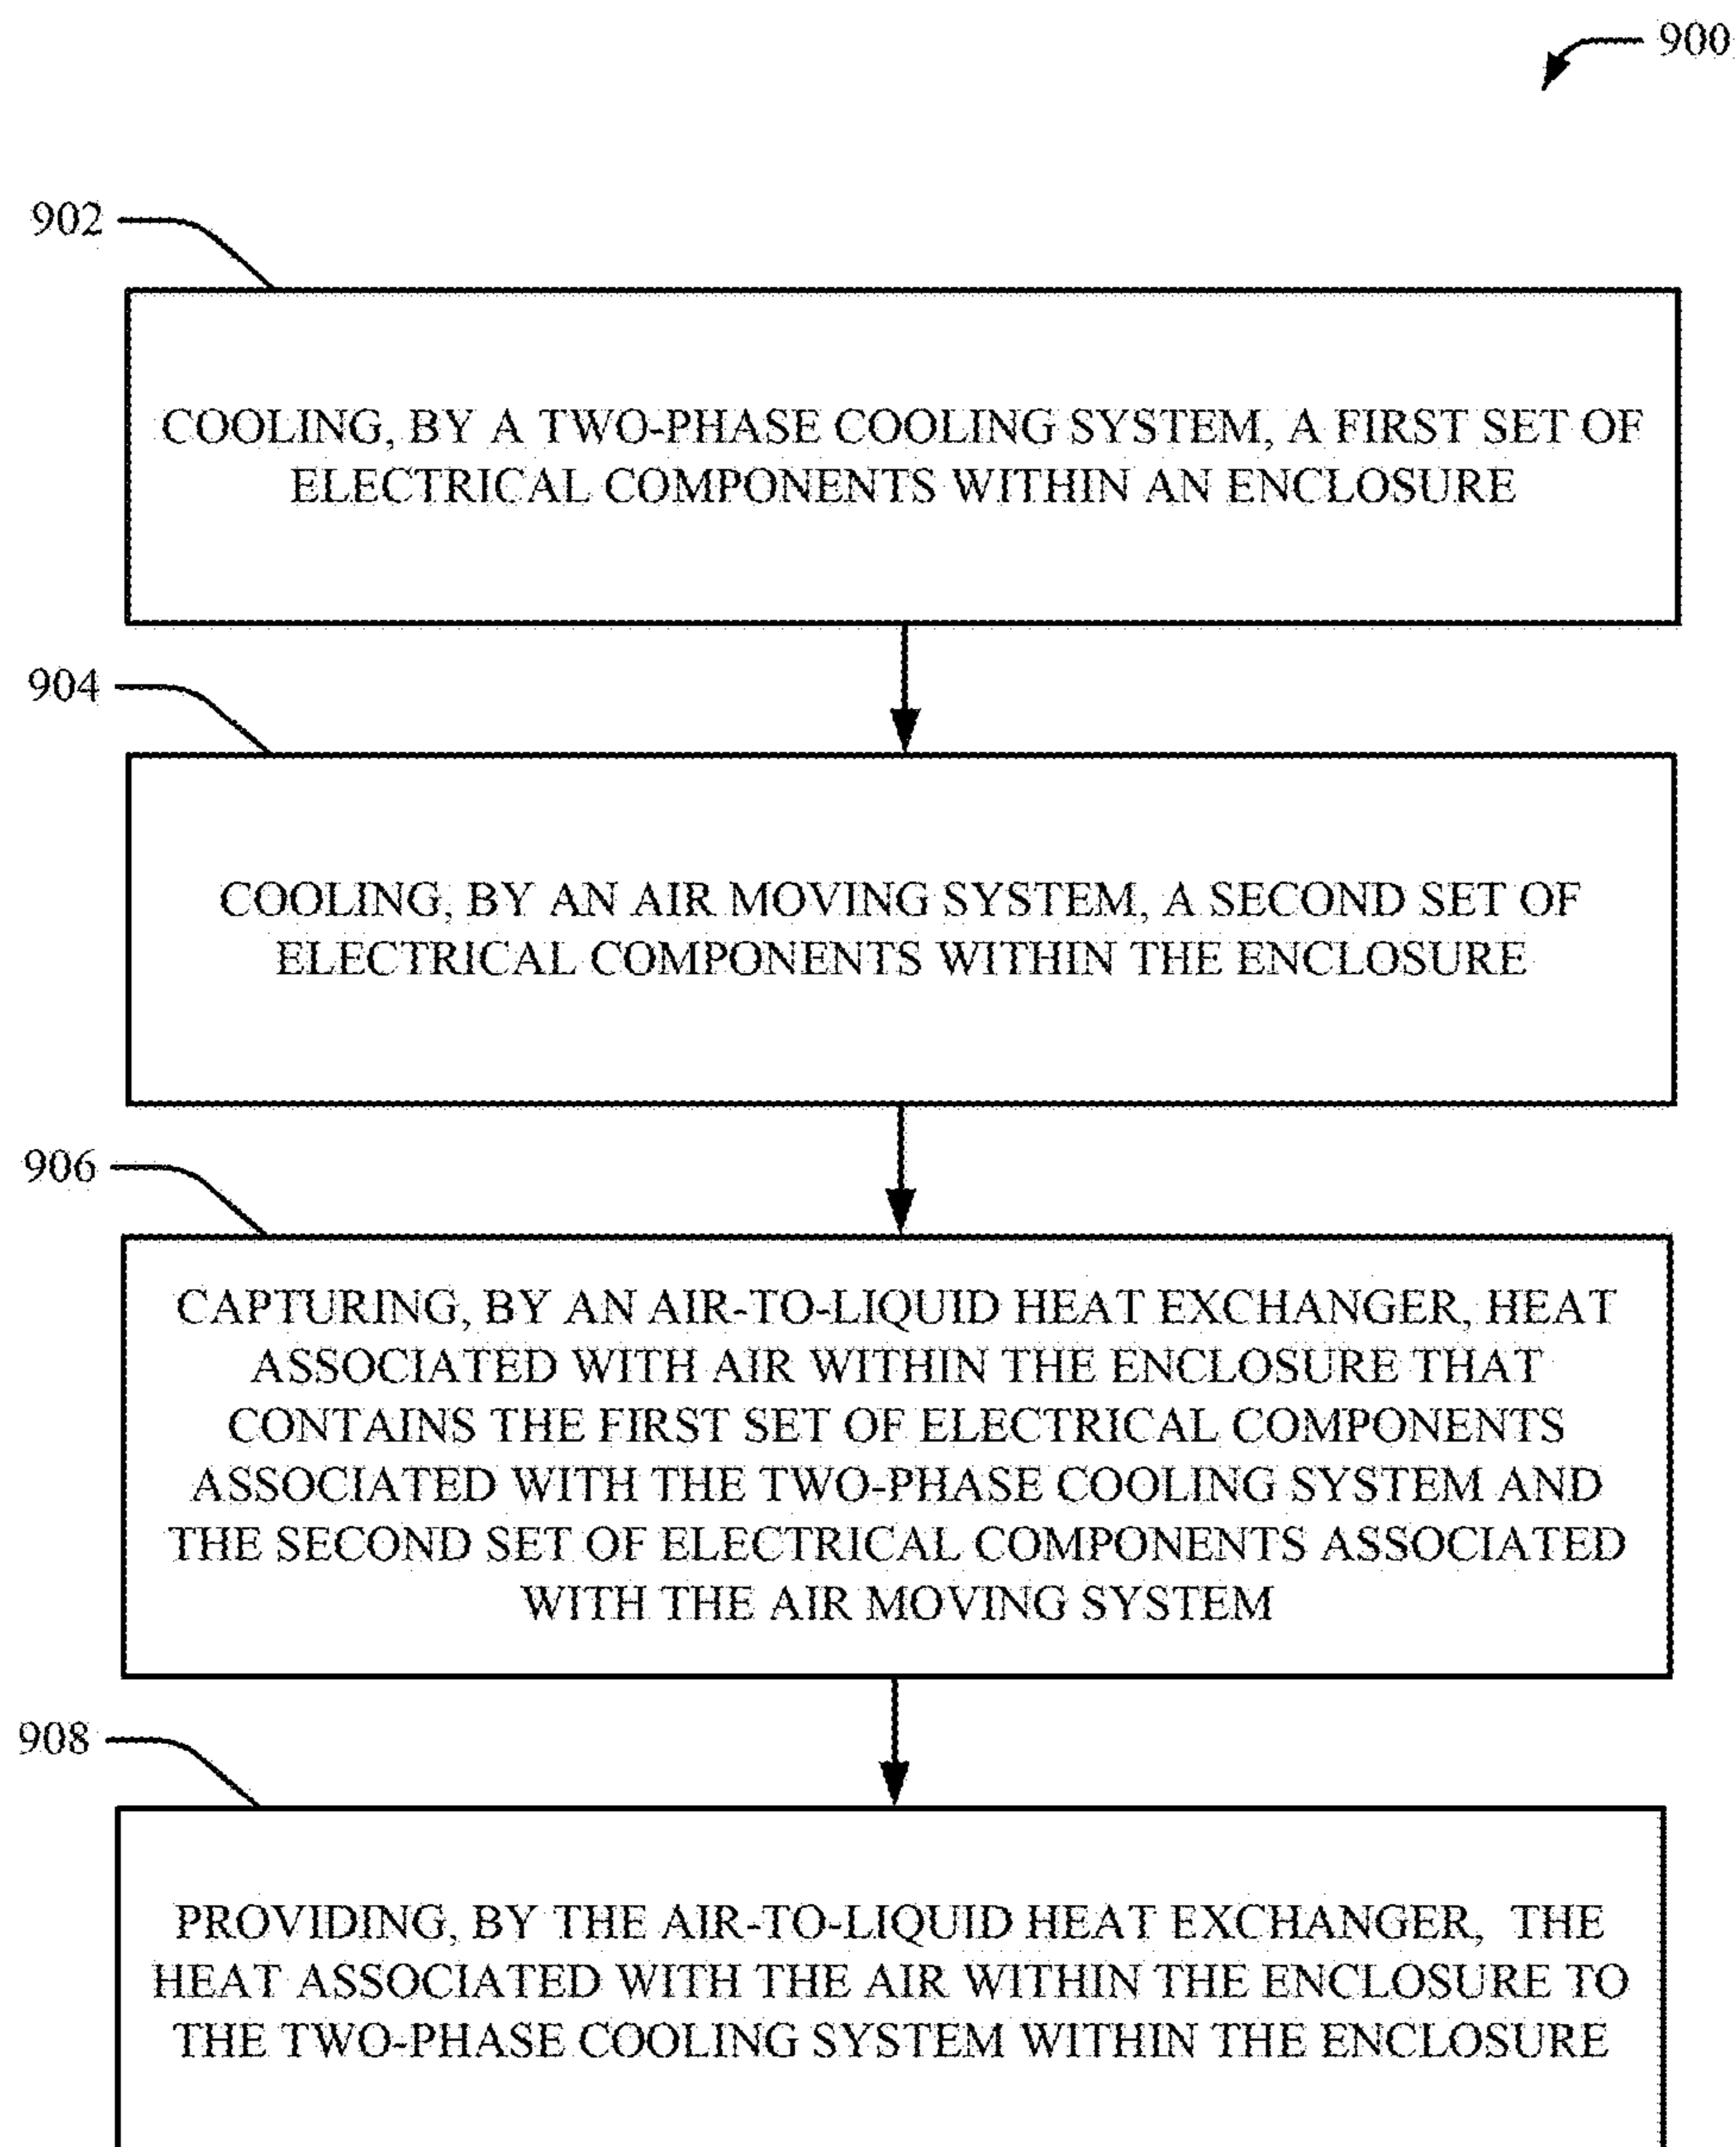 900
902
COOLING, BY A TWO-PHASE COOLING SYSTEM, A FIRST SET OF
ELECTRICAL COMPONENTS WITHIN AN ENCLOSURE
904
COOLING, BY AN AIR MOVING SYSTEM, A SECOND SET OF
ELECTRICAL COMPONENTS WITHIN THE ENCLOSURE
906
CAPTURING, BY AN AIR-TO-LIQUID HEAT EXCHANGER, HEAT
ASSOCIATED WITH AIR WITHIN THE ENCLOSURE THAT
CONTAINS THE FIRST SET OF ELECTRICAL COMPONENTS
ASSOCIATED WITH THE TWO-PHASE COOLING SYSTEM AND
THE SECOND SET OF ELECTRICAL COMPONENTS ASSOCIATED
WITH THE AIR MOVING SYSTEM
908
PROVIDING, BY THE AIR-TO-LIQUID HEAT EXCHANGER, THE
HEAT ASSOCIATED WITH THE AIR WITHIN THE ENCLOSURE TO
THE TWO-PHASE COOLING SYSTEM WITHIN THE ENCLOSURE